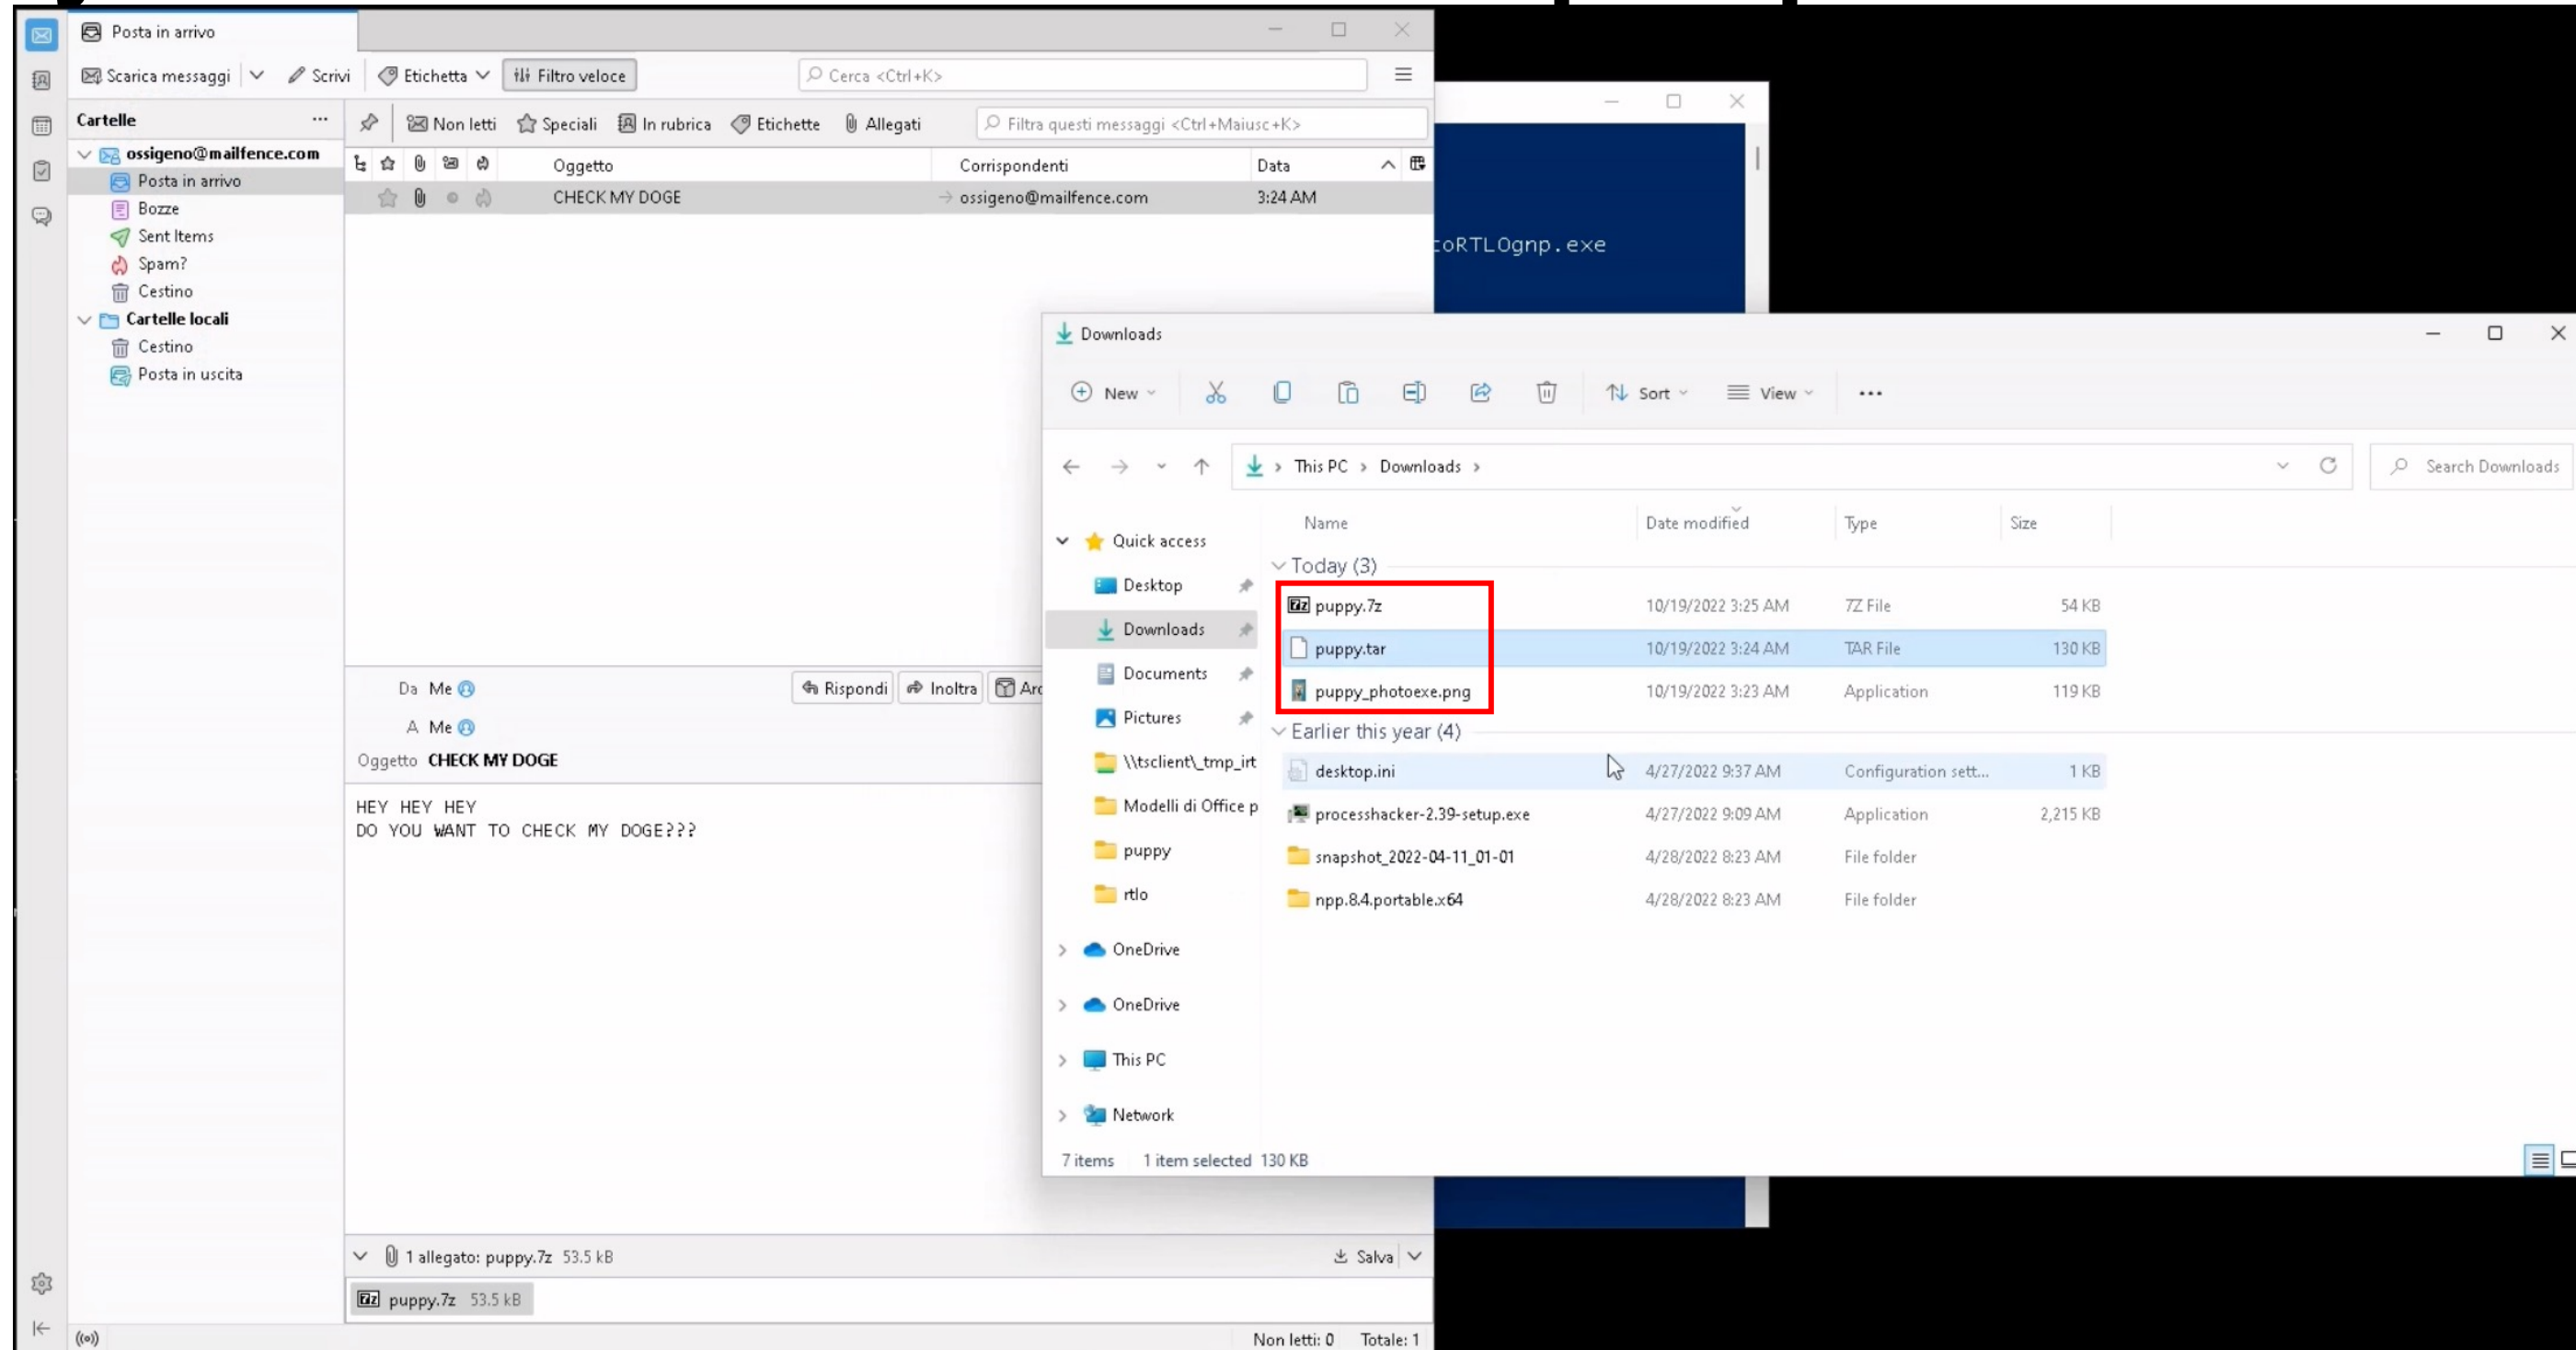 Posta in arrivo
Scarica messaggi Scrivi Etichetta Filtro veloce Cerca <Ctrl+K>
Cartelle ... Non letti Speciali In rubrica Etichette Allegati Filtra questi messaggi <Ctrl+Maiusc+K>
ossigeno@mailfence.com
Posta in arrivo
Bozze
Sent Items
Spam?
Cestino
Cartelle locali
Cestino
Posta in uscita
Oggetto Corrispondenti Data
CHECK MY DOGE ossigeno@mailfence.com 3:24 AM
toRTLOgnp.exe
Da Me Rispondi Inoltra Arc
A Me
Oggetto CHECK MY DOGE
HEY HEY HEY
DO YOU WANT TO CHECK MY DOGE???
1 allegato: puppy.7z 53.5 kB Salva
puppy.7z 53.5 kB
Non letti: 0 Totale: 1
Downloads
New Sort View ...
This PC > Downloads > Search Downloads
Quick access
Desktop
Downloads
Documents
Pictures
\\tsclient\_tmp_irt
Modelli di Office p
puppy
rtlo
OneDrive
OneDrive
This PC
Network
Name Date modified Type Size
Today (3)
puppy.7z 10/19/2022 3:25 AM 7Z File 54 KB
puppy.tar 10/19/2022 3:24 AM TAR File 130 KB
puppy_photoexe.png 10/19/2022 3:23 AM Application 119 KB
Earlier this year (4)
desktop.ini 4/27/2022 9:37 AM Configuration sett... 1 KB
processhacker-2.39-setup.exe 4/27/2022 9:09 AM Application 2,215 KB
snapshot_2022-04-11_01-01 4/28/2022 8:23 AM File folder
npp.8.4.portable.x64 4/28/2022 8:23 AM File folder
7 items 1 item selected 130 KB